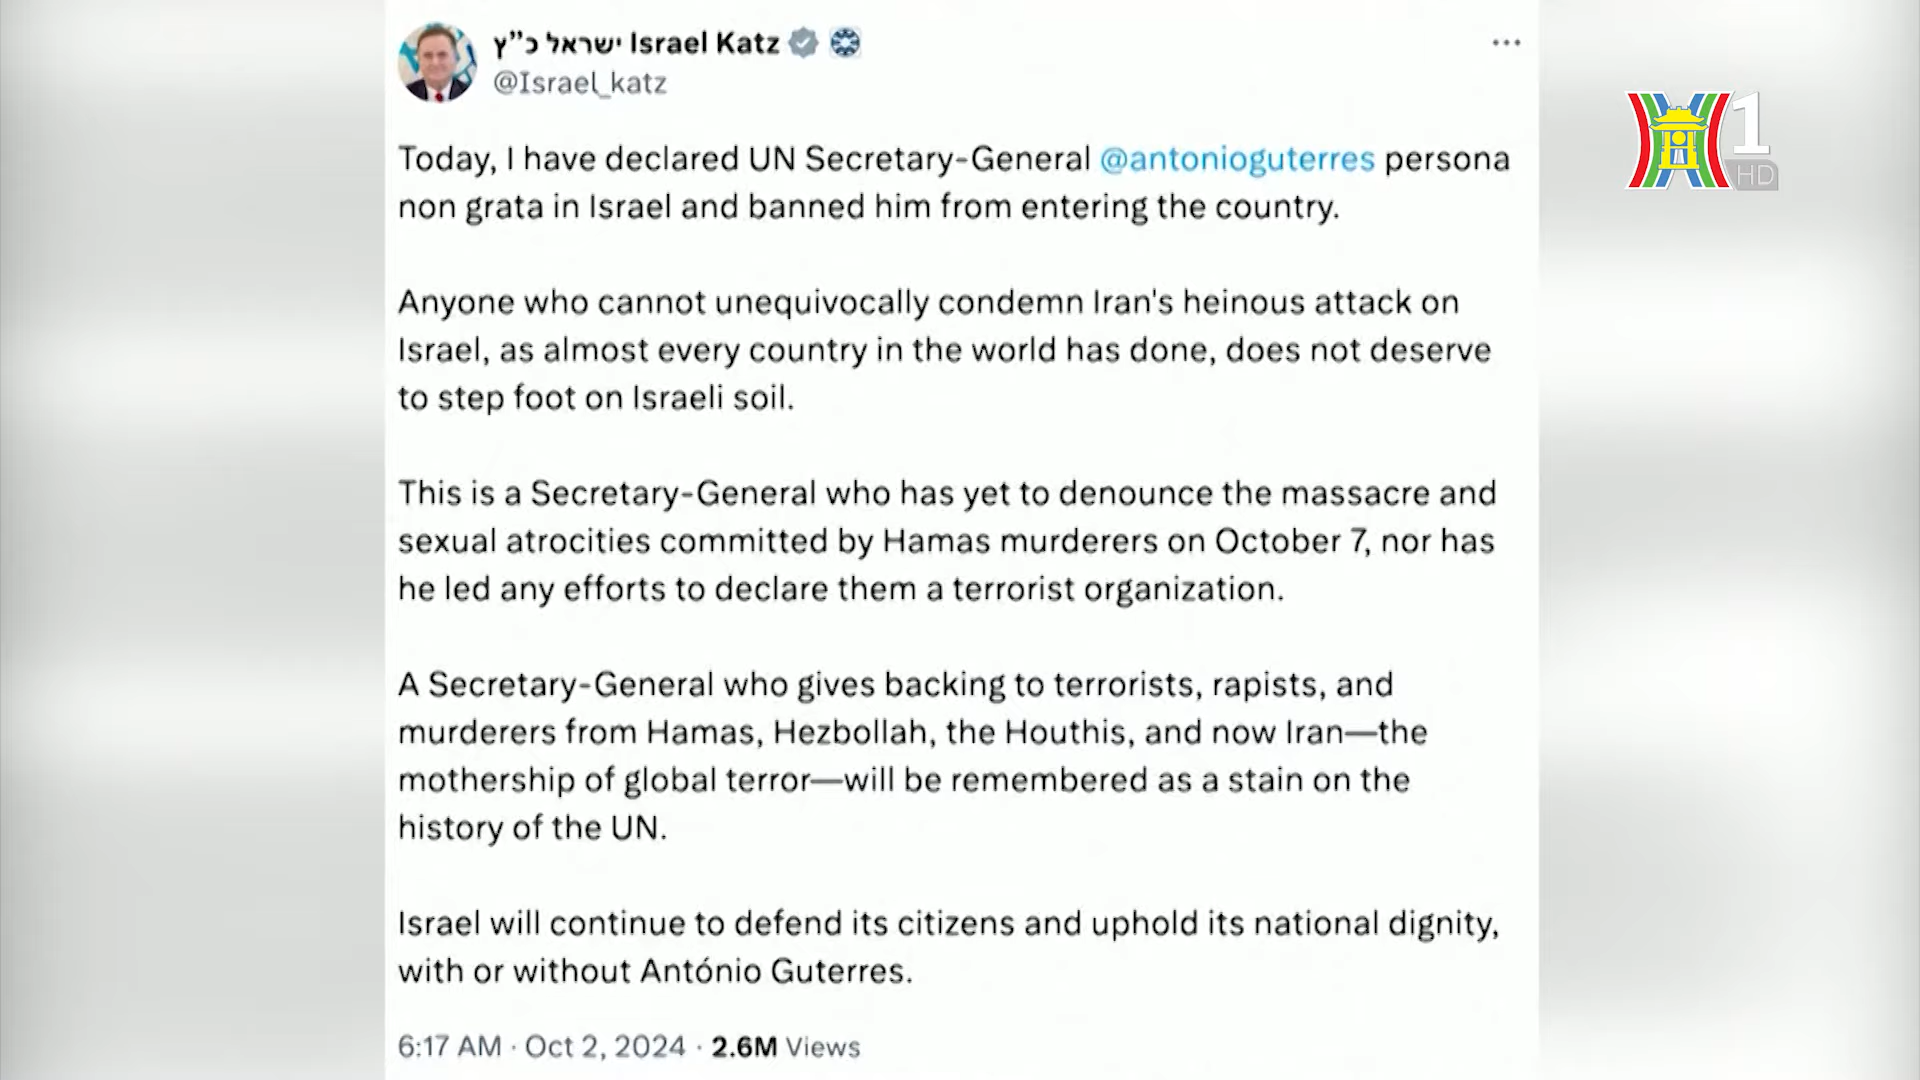 ישראל כ”ץ Israel Katz
@Israel_katz
Today, I have declared UN Secretary-General @antonioguterres persona
non grata in Israel and banned him from entering the country.
Anyone who cannot unequivocally condemn Iran's heinous attack on
Israel, as almost every country in the world has done, does not deserve
to step foot on Israeli soil.
This is a Secretary-General who has yet to denounce the massacre and
sexual atrocities committed by Hamas murderers on October 7, nor has
he led any efforts to declare them a terrorist organization.
A Secretary-General who gives backing to terrorists, rapists, and
murderers from Hamas, Hezbollah, the Houthis, and now Iran—the
mothership of global terror—will be remembered as a stain on the
history of the UN.
Israel will continue to defend its citizens and uphold its national dignity,
with or without António Guterres.
6:17 AM · Oct 2, 2024 · 2.6M Views
H1
HD